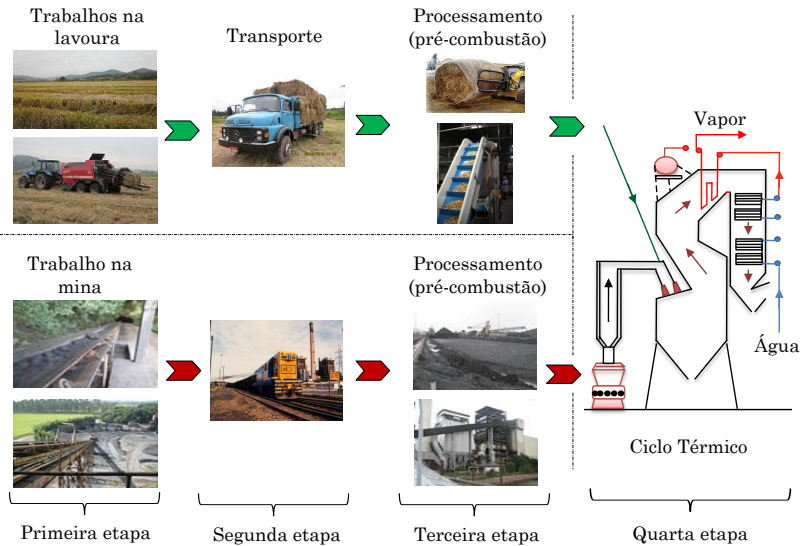 Trabalhos na
lavoura
Transporte
Processamento
(pré-combustão)
Vapor
Trabalho na
mina
Processamento
(pré-combustão)
Água
Ciclo Térmico
Primeira etapa
Segunda etapa
Terceira etapa
Quarta etapa